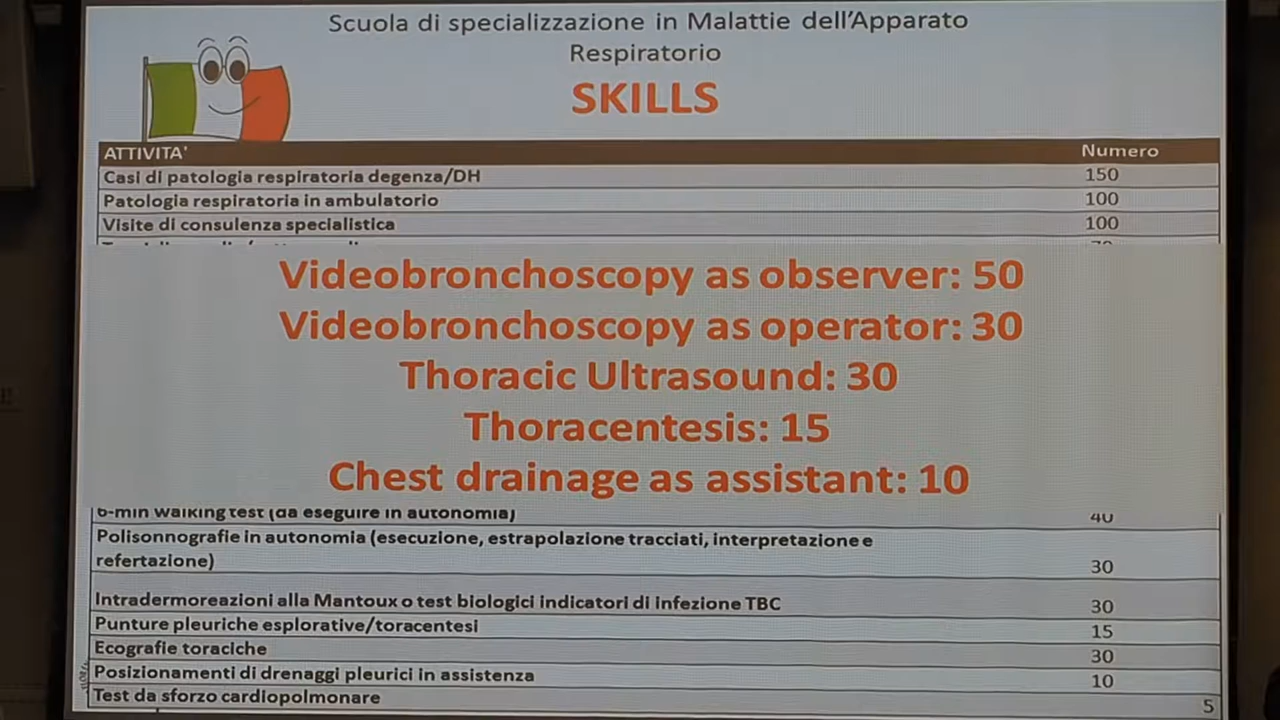 Scuola di specializzazione in Malattie dell'Apparato
Respiratorio
SKILLS
ATTIVITA' Numero
Casi di patologia respiratoria degenza/DH 150
Patologia respiratoria in ambulatorio 100
Visite di consulenza specialistica 100
Videobronchoscopy as observer: 50
Videobronchoscopy as operator: 30
Thoracic Ultrasound: 30
Thoracentesis: 15
Chest drainage as assistant: 10
6-min walking test (da eseguire in autonomia) 40
Polisonnografie in autonomia (esecuzione, estrapolazione tracciati, interpretazione e
refertazione) 30
Intradermoreazioni alla Mantoux o test biologici indicatori di infezione TBC 30
Punture pleuriche esplorative/toracentesi 15
Ecografie toraciche 30
Posizionamenti di drenaggi pleurici in assistenza 10
Test da sforzo cardiopolmonare 5